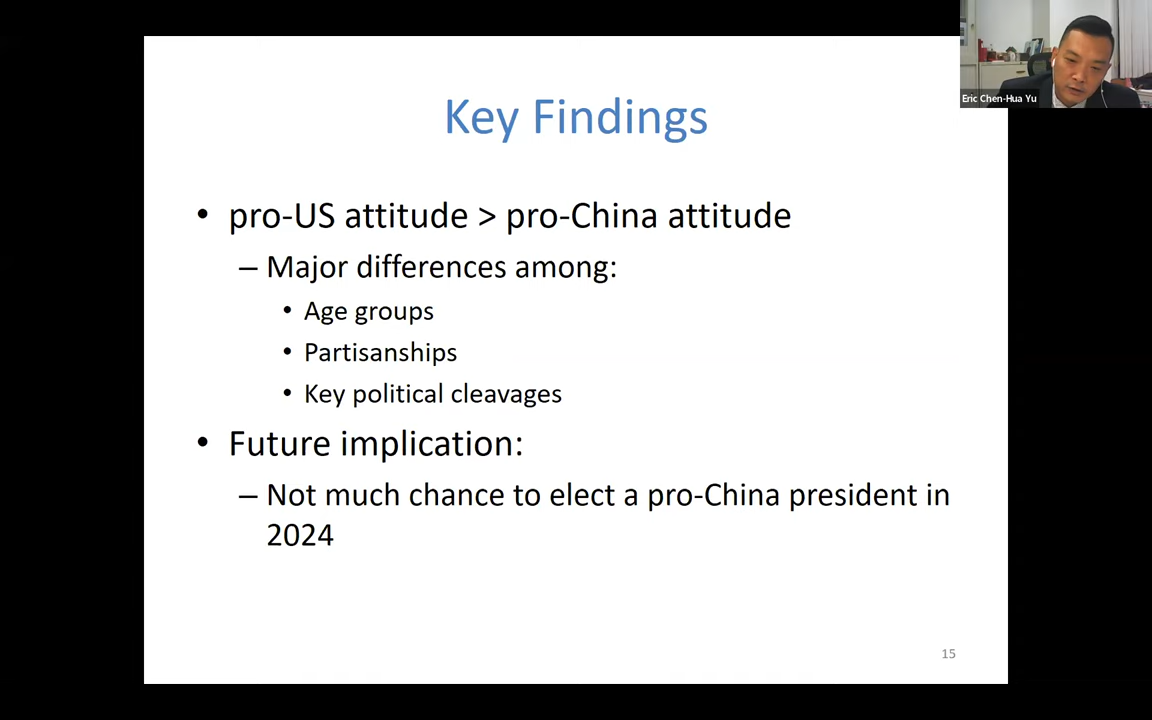 Eric Chen-Hua Yu
Key Findings
• pro-US attitude > pro-China attitude
– Major differences among:
• Age groups
• Partisanships
• Key political cleavages
• Future implication:
– Not much chance to elect a pro-China president in
2024
15